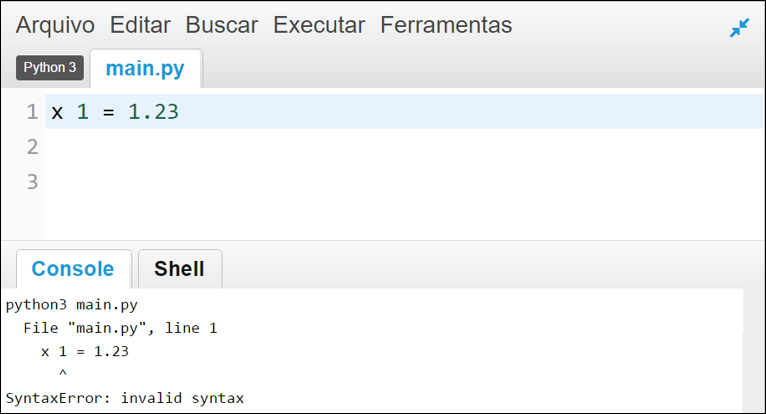 Arquivo Editar Buscar Executar Ferramentas
Python 3 main.py
1 x 1 = 1.23
2
3
Console Shell
python3 main.py
  File "main.py", line 1
    x 1 = 1.23
      ^
SyntaxError: invalid syntax